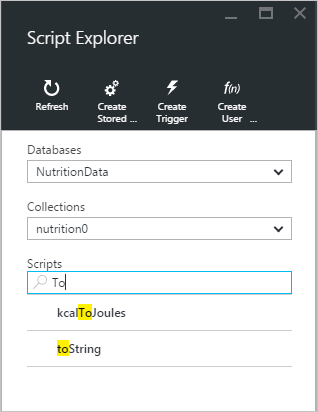 Script Explorer
f(n)
Refresh
Create Stored ...
Create Trigger
Create User ...
Databases
NutritionData
Collections
nutrition0
Scripts
To
kcalToJoules
toString